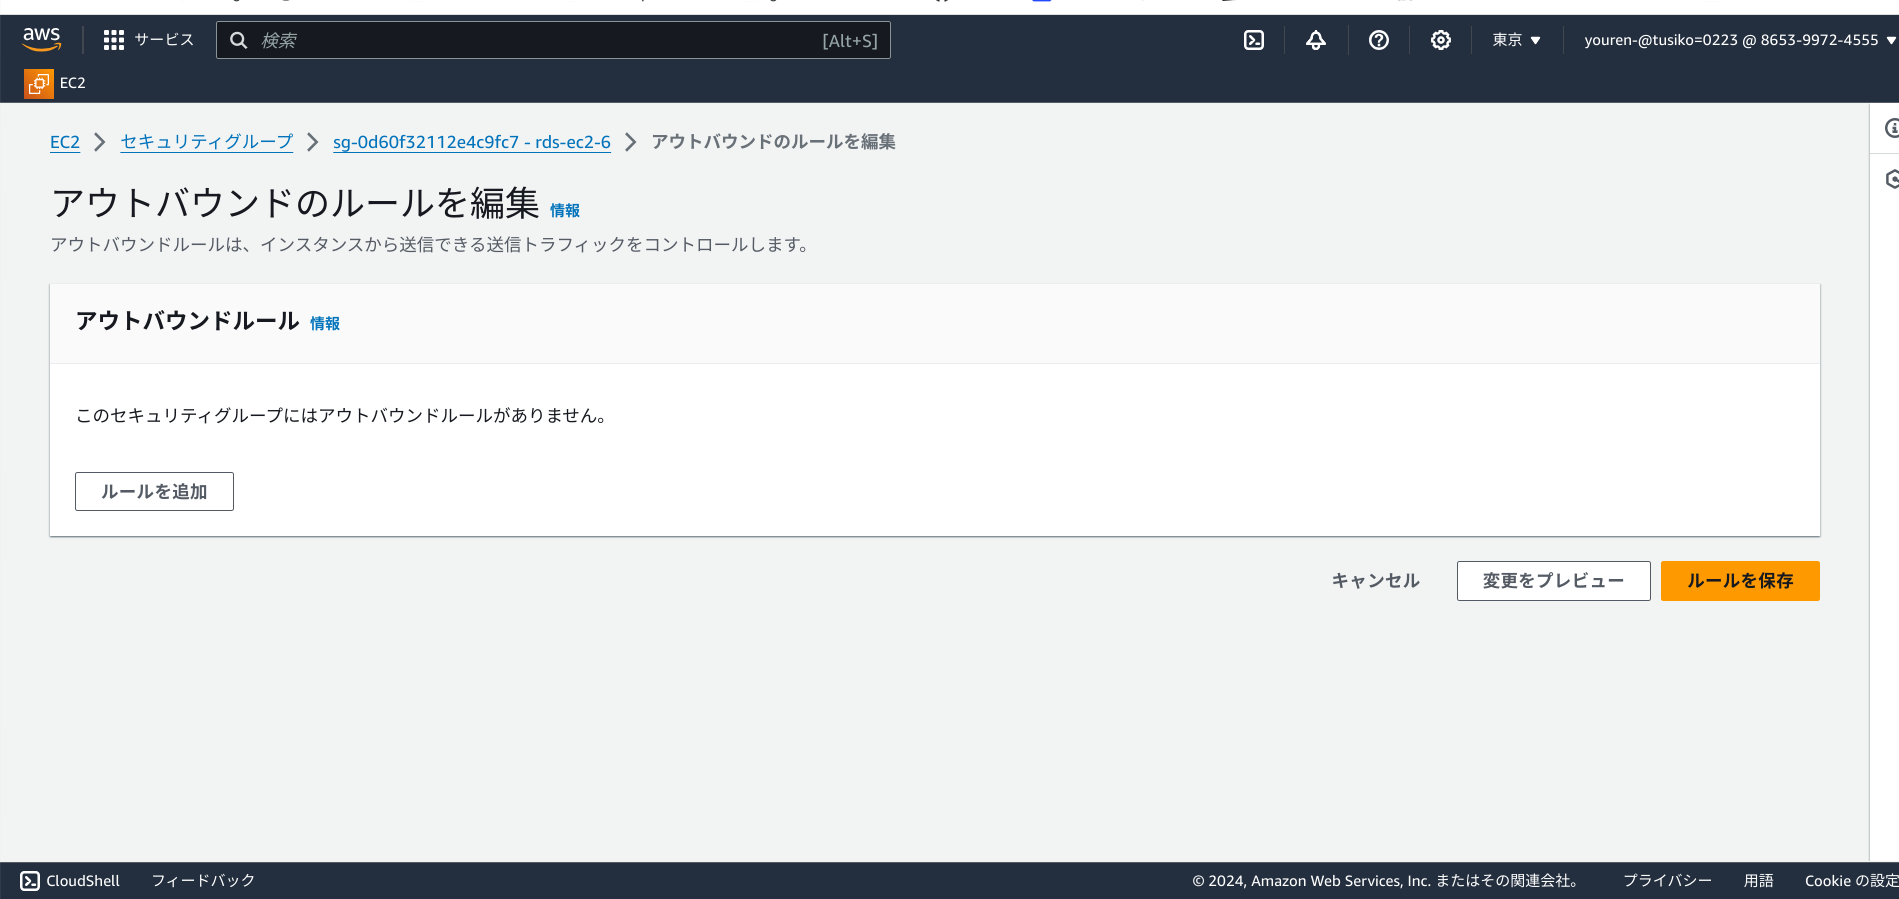 aws サービス 検索 [Alt+S] 東京 youren-@tusiko=0223 @ 8653-9972-4555
EC2
EC2 セキュリティグループ sg-0d60f32112e4c9fc7 - rds-ec2-6 アウトバウンドのルールを編集
アウトバウンドのルールを編集 情報
アウトバウンドルールは、インスタンスから送信できる送信トラフィックをコントロールします。
アウトバウンドルール 情報
このセキュリティグループにはアウトバウンドルールがありません。
ルールを追加
キャンセル 変更をプレビュー ルールを保存
CloudShell フィードバック © 2024, Amazon Web Services, Inc. またはその関連会社。 プライバシー 用語 Cookie の設定